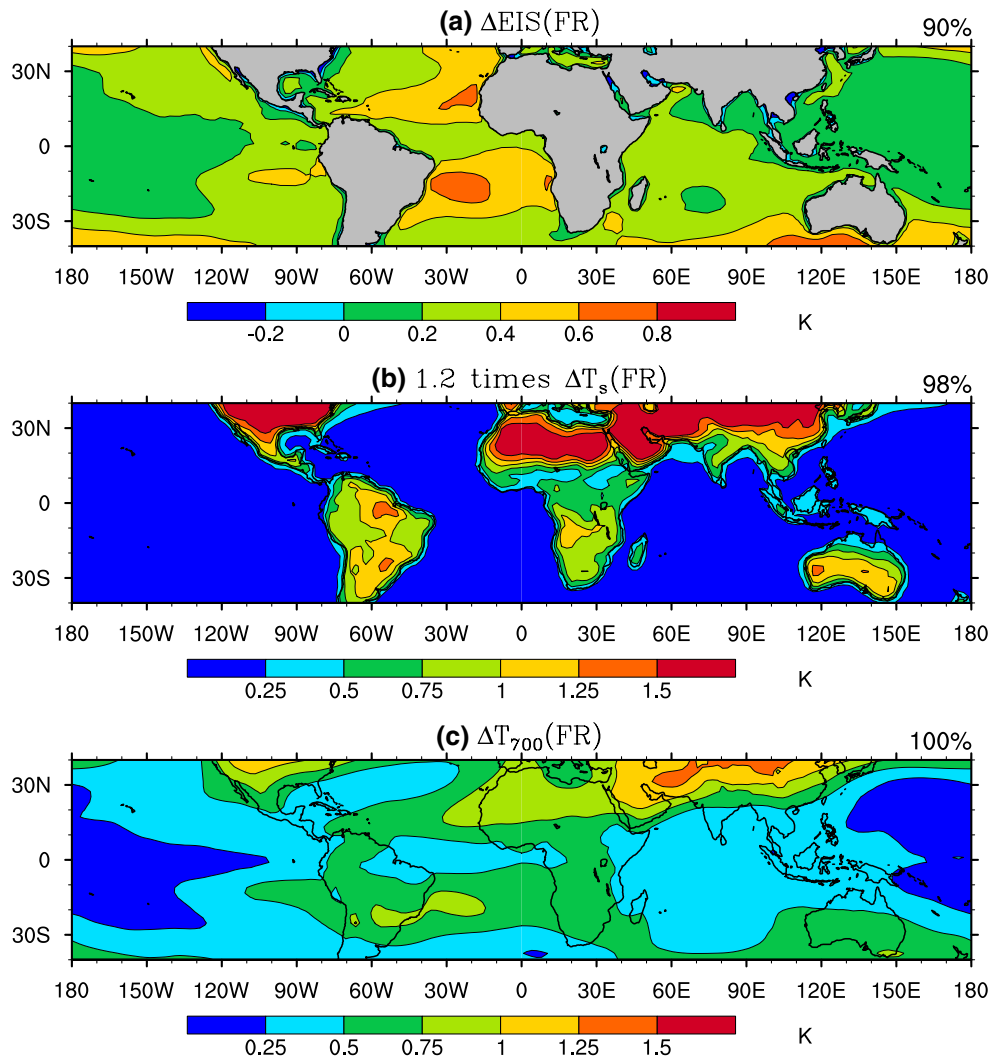 (a) ΔEIS(FR) 90%
30N
0
30S
180 150W 120W 90W 60W 30W 0 30E 60E 90E 120E 150E 180
-0.2 0 0.2 0.4 0.6 0.8 K
(b) 1.2 times ΔTₛ(FR) 98%
30N
0
30S
180 150W 120W 90W 60W 30W 0 30E 60E 90E 120E 150E 180
0.25 0.5 0.75 1 1.25 1.5 K
(c) ΔT₇₀₀(FR) 100%
30N
0
30S
180 150W 120W 90W 60W 30W 0 30E 60E 90E 120E 150E 180
0.25 0.5 0.75 1 1.25 1.5 K